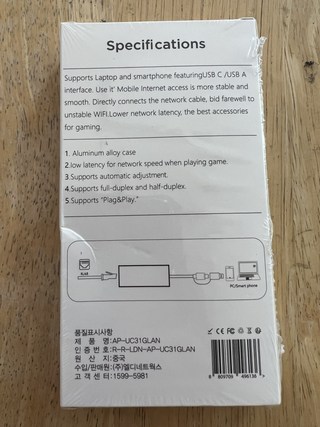 Specifications
Supports Laptop and smartphone featuringUSB C /USB A
interface. Use it' Mobile Internet access is more stable and
smooth. Directly connects the network cable, bid farewell to
unstable WIFI.Lower network latency, the best accessories
for gaming.
1. Aluminum alloy case
2.low latency for network speed when playing game.
3.Supports automatic adjustment.
4.Supports full-duplex and half-duplex.
5.Supports "Plag&Play."
RJ45
PC/Smart phone
품질표시사항
제 품 명: AP-UC31GLAN
인 증 번 호: R-R-LDN-AP-UC31GLAN
원 산 지: 중국
수입/판매원: (주)엘디네트웍스
고 객 센 터: 1599-5981